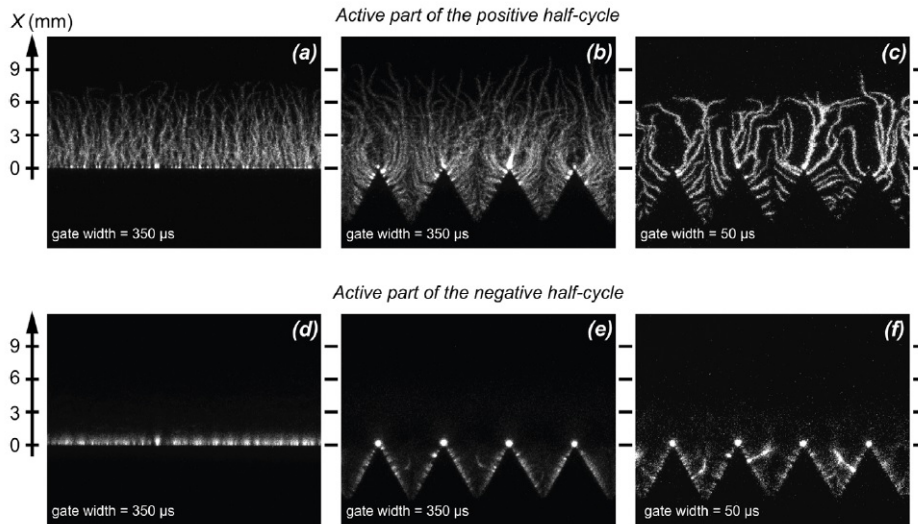 X (mm)
Active part of the positive half-cycle
(a)
(b)
(c)
9
6
3
0
gate width = 350 µs
gate width = 350 µs
gate width = 50 µs
Active part of the negative half-cycle
X (mm)
(d)
(e)
(f)
9
6
3
0
gate width = 350 µs
gate width = 350 µs
gate width = 50 µs